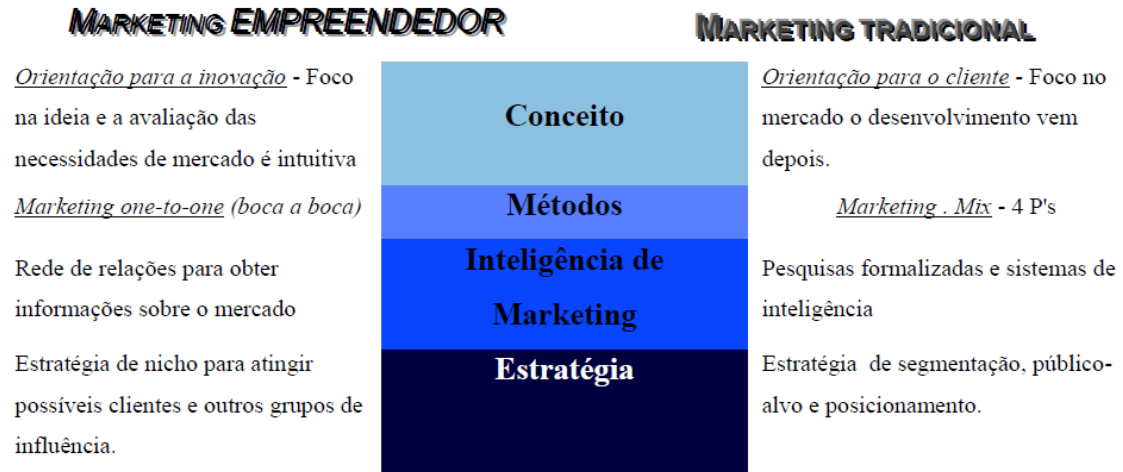 MARKETING EMPREENDEDOR
MARKETING TRADICIONAL
Orientação para a inovação - Foco
na ideia e a avaliação das
necessidades de mercado é intuitiva
Conceito
Orientação para o cliente - Foco no
mercado o desenvolvimento vem
depois.
Marketing one-to-one (boca a boca)
Métodos
Marketing . Mix - 4 P's
Rede de relações para obter
informações sobre o mercado
Inteligência de
Marketing
Pesquisas formalizadas e sistemas de
inteligência
Estratégia de nicho para atingir
possíveis clientes e outros grupos de
influência.
Estratégia
Estratégia de segmentação, público-
alvo e posicionamento.